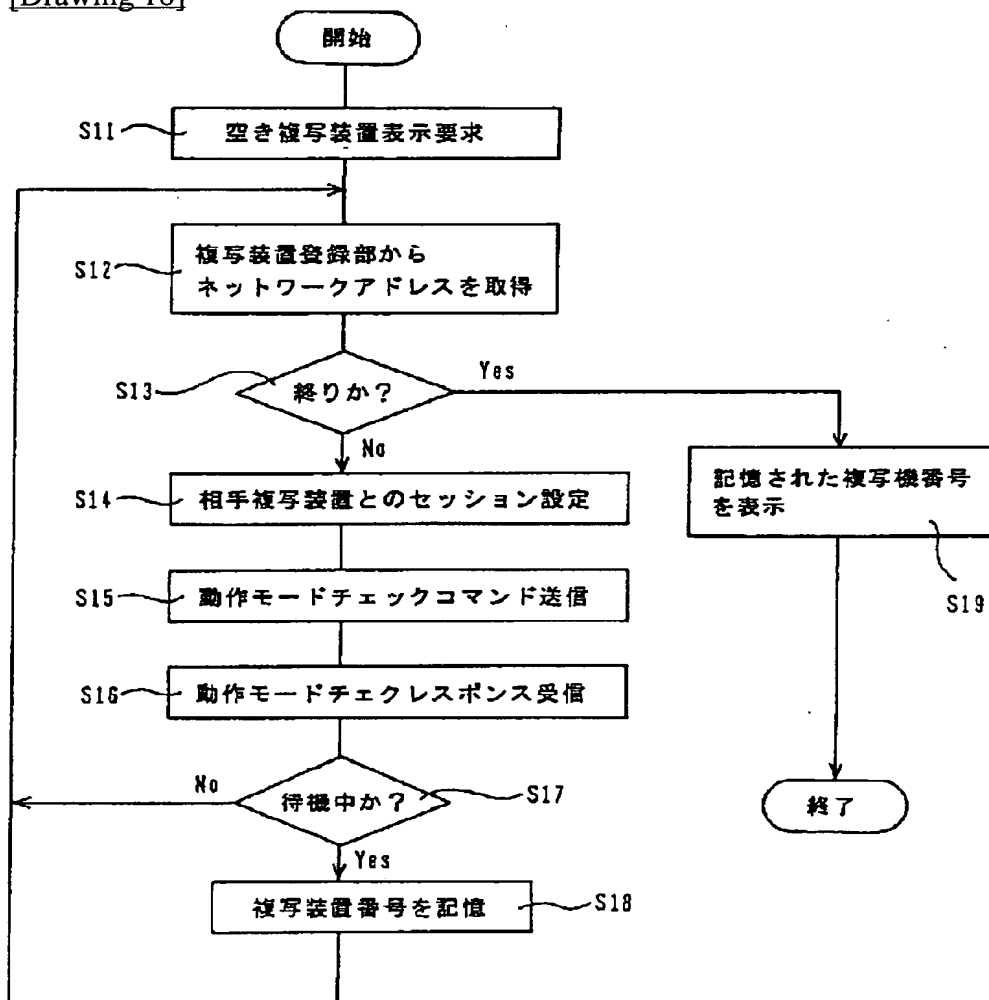 開始
S11
空き複写装置表示要求
S12
複写装置登録部から
ネットワークアドレスを取得
S13
終りか？
Yes
No
S14
相手複写装置とのセッション設定
記憶された複写機番号
を表示
S19
S15
動作モードチェックコマンド送信
S16
動作モードチェクレスポンス受信
No
待機中か？
S17
終了
Yes
複写装置番号を記憶
S18